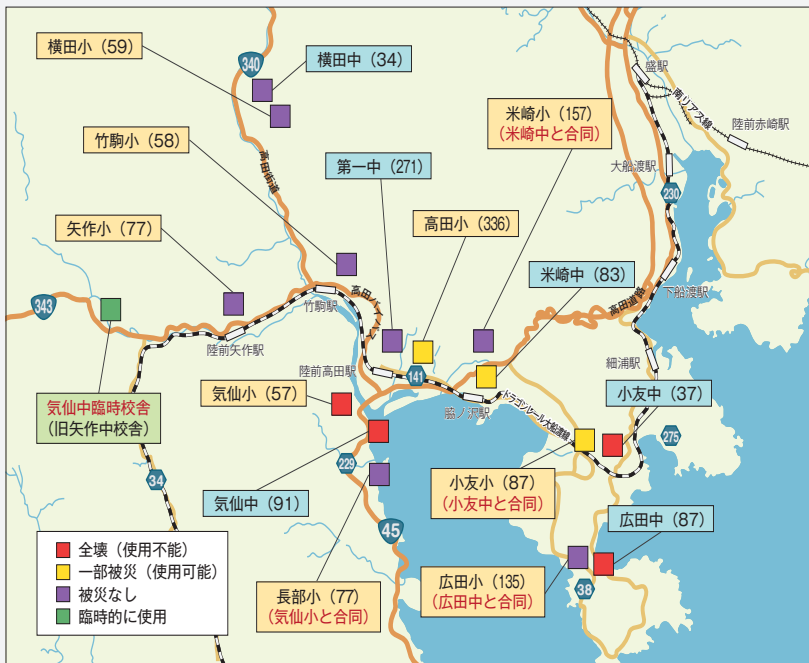 横田小（59）
340
横田中（34）
盛駅
南リアス線
陸前赤崎駅
米崎小（157）
（米崎中と合同）
竹駒小（58）
高田街道
第一中（271）
大船渡駅
230
高田小（336）
矢作小（77）
米崎中（83）
343
高田バイパス
竹駒駅
高田道路
下船渡駅
陸前矢作駅
陸前高田駅
141
細浦駅
気仙中臨時校舎
（旧矢作中校舎）
気仙小（57）
脇ノ沢駅
ドラゴンレール大船渡線
小友中（37）
275
34
229
気仙中（91）
小友小（87）
（小友中と合同）
45
広田中（87）
全壊（使用不能）
一部被災（使用可能）
被災なし
臨時的に使用
長部小（77）
（気仙小と合同）
広田小（135）
（広田中と合同）
38